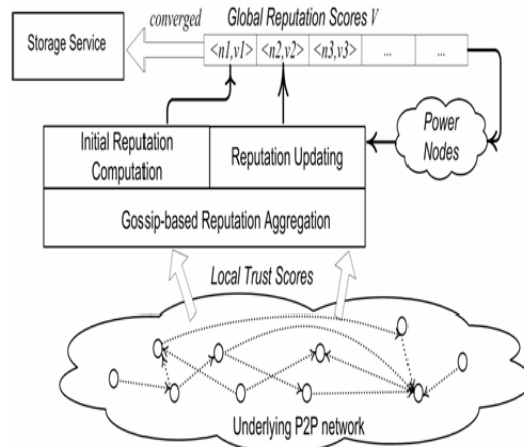 converged
Global Reputation Scores V
Storage Service
<n1,v1>
<n2,v2>
<n3,v3>
...
...
Power
Nodes
Initial Reputation
Computation
Reputation Updating
Gossip-based Reputation Aggregation
Local Trust Scores
Underlying P2P network